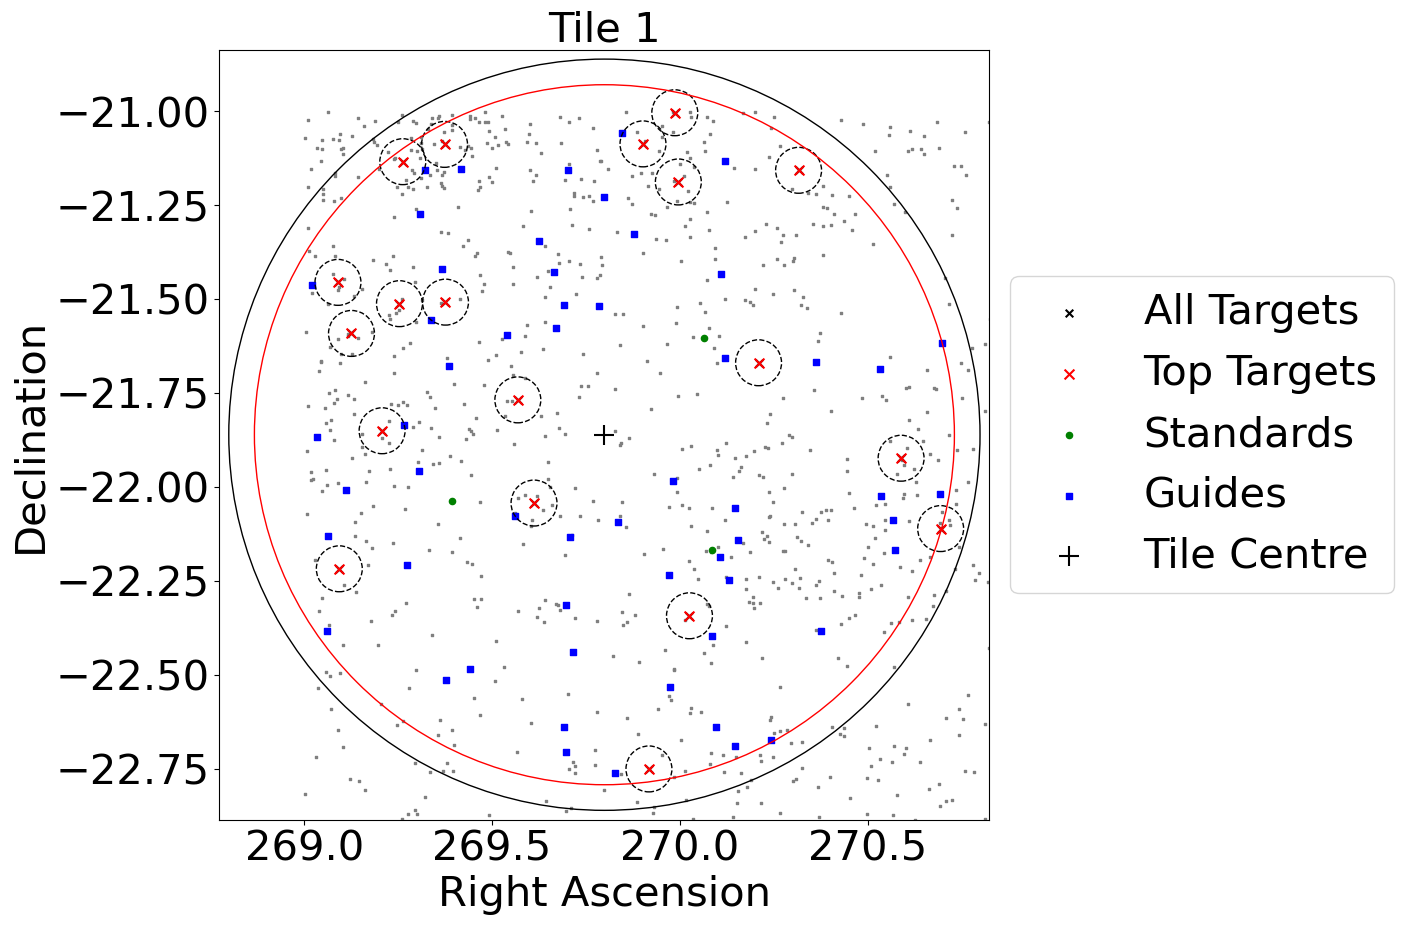 Tile 1
−21.00
−21.25
−21.50
−21.75
−22.00
−22.25
−22.50
−22.75
Declination
269.0
269.5
270.0
270.5
Right Ascension
All Targets
Top Targets
Standards
Guides
Tile Centre